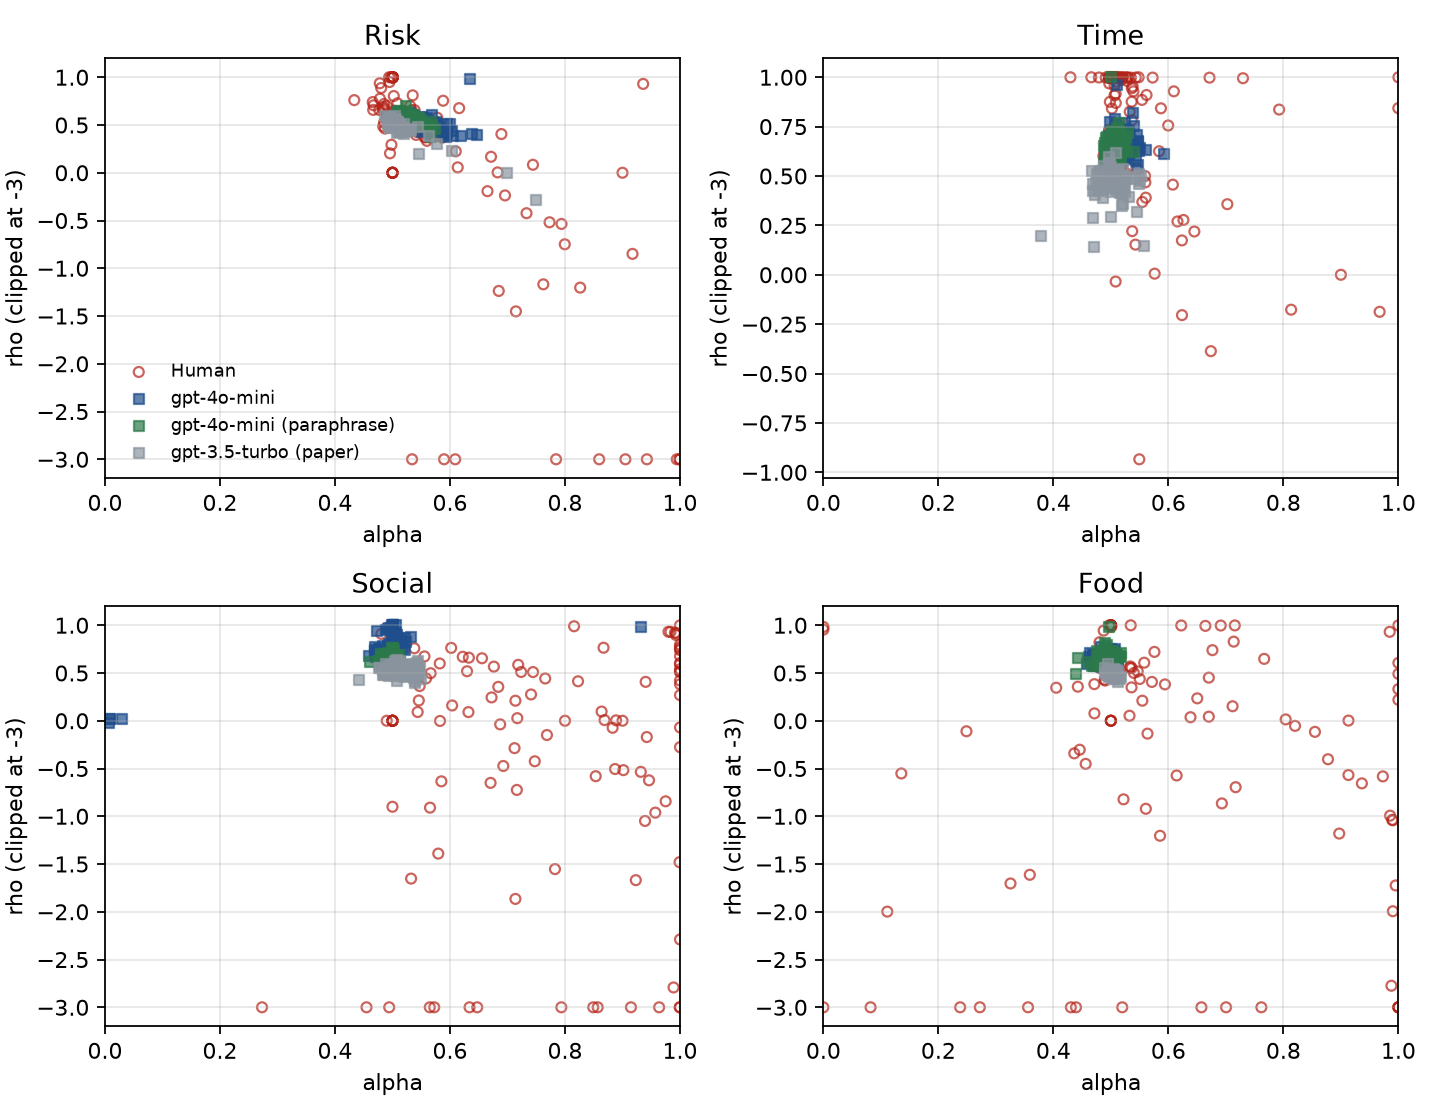 Risk
1.0
0.5
0.0
−0.5
−1.0
−1.5
−2.0
−2.5
−3.0
rho (clipped at -3)
Human
gpt-4o-mini
gpt-4o-mini (paraphrase)
gpt-3.5-turbo (paper)
0.0 0.2 0.4 0.6 0.8 1.0
alpha
Time
1.00
0.75
0.50
0.25
0.00
−0.25
−0.50
−0.75
−1.00
rho (clipped at -3)
0.0 0.2 0.4 0.6 0.8 1.0
alpha
Social
1.0
0.5
0.0
−0.5
−1.0
−1.5
−2.0
−2.5
−3.0
rho (clipped at -3)
0.0 0.2 0.4 0.6 0.8 1.0
alpha
Food
1.0
0.5
0.0
−0.5
−1.0
−1.5
−2.0
−2.5
−3.0
rho (clipped at -3)
0.0 0.2 0.4 0.6 0.8 1.0
alpha